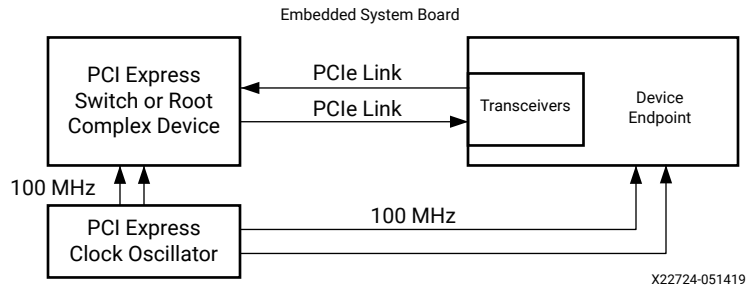 Embedded System Board
PCI Express
Switch or Root
Complex Device
PCIe Link
PCIe Link
Transceivers
Device
Endpoint
100 MHz
PCI Express
Clock Oscillator
100 MHz
X22724-051419